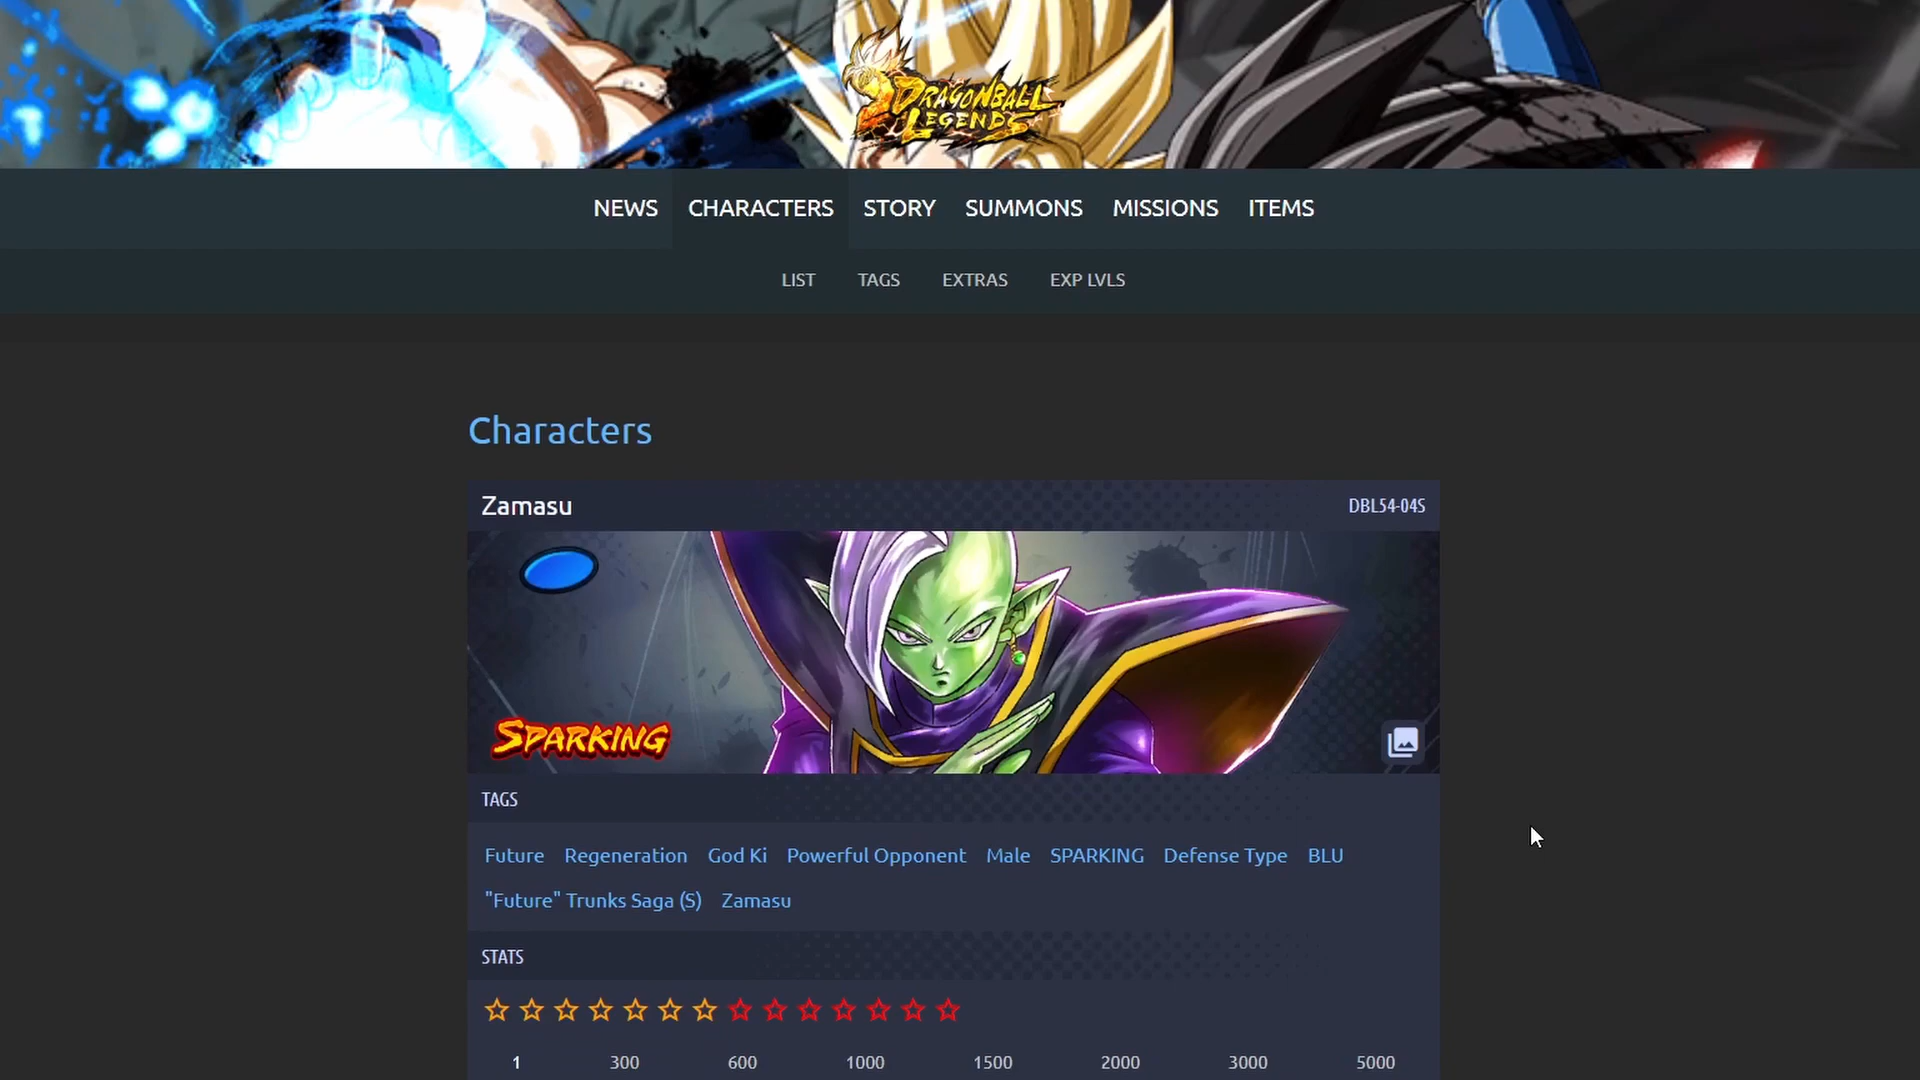 DRAGONBALL
LEGENDS
NEWS CHARACTERS STORY SUMMONS MISSIONS ITEMS
LIST TAGS EXTRAS EXP LVLS
Characters
Zamasu DBL54-04S
SPARKING
TAGS
Future Regeneration God Ki Powerful Opponent Male SPARKING Defense Type BLU
"Future" Trunks Saga (S) Zamasu
STATS
1 300 600 1000 1500 2000 3000 5000